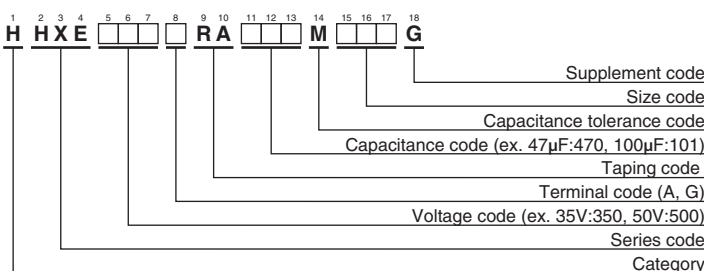 1 2 3 4 5 6 7 8 9 10 11 12 13 14 15 16 17 18
H HXE RA M G
Supplement code
Size code
Capacitance tolerance code
Capacitance code (ex. 47μF:470, 100μF:101)
Taping code
Terminal code (A, G)
Voltage code (ex. 35V:350, 50V:500)
Series code
Category